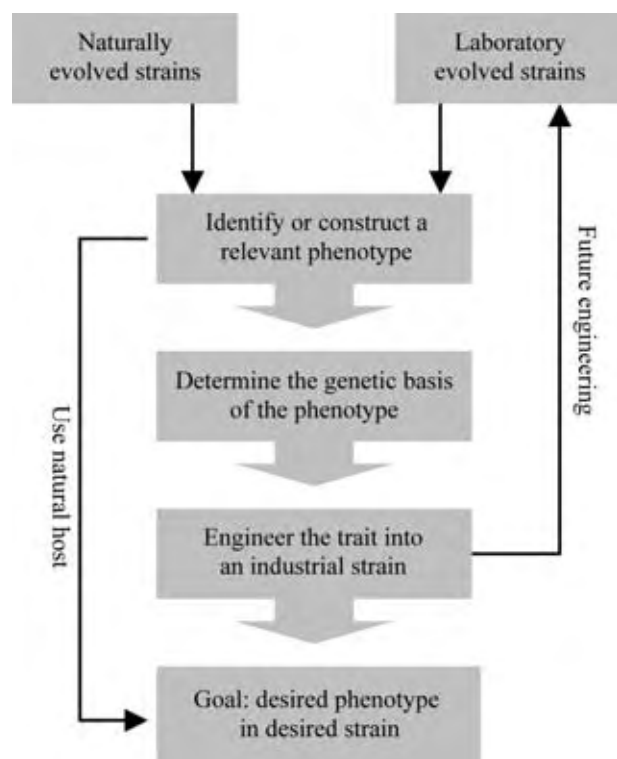 Naturally
evolved strains
Laboratory
evolved strains
Identify or construct a
relevant phenotype
Determine the genetic basis
of the phenotype
Engineer the trait into
an industrial strain
Goal: desired phenotype
in desired strain
Use natural host
Future engineering